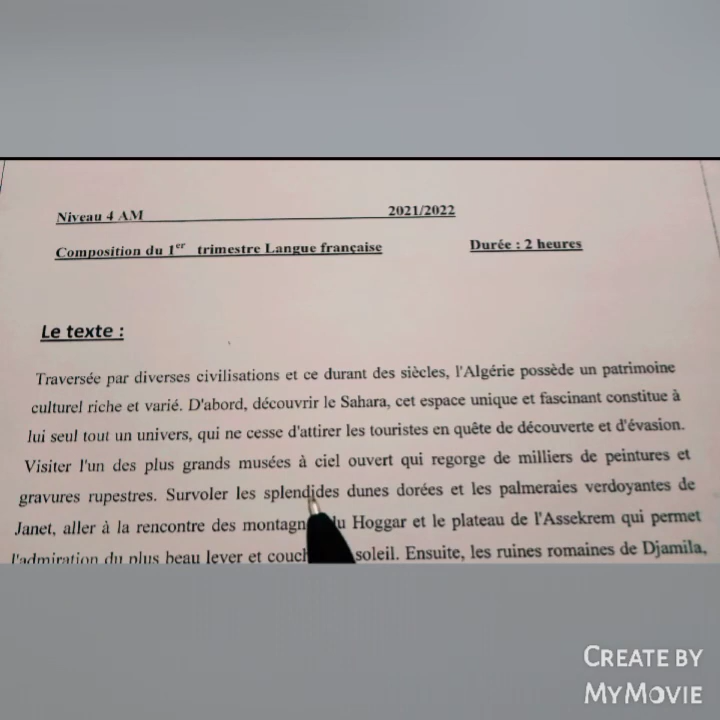 Niveau 4 AM 2021/2022
Composition du 1er trimestre Langue française Durée : 2 heures
Le texte :
Traversée par diverses civilisations et ce durant des siècles, l'Algérie possède un patrimoine
culturel riche et varié. D'abord, découvrir le Sahara, cet espace unique et fascinant constitue à
lui seul tout un univers, qui ne cesse d'attirer les touristes en quête de découverte et d'évasion.
Visiter l'un des plus grands musées à ciel ouvert qui regorge de milliers de peintures et
gravures rupestres. Survoler les splendides dunes dorées et les palmeraies verdoyantes de
Janet, aller à la rencontre des montagn du Hoggar et le plateau de l'Assekrem qui permet
l'admiration du plus beau lever et couch soleil. Ensuite, les ruines romaines de Djamila,
CREATE BY
MYMOVIE